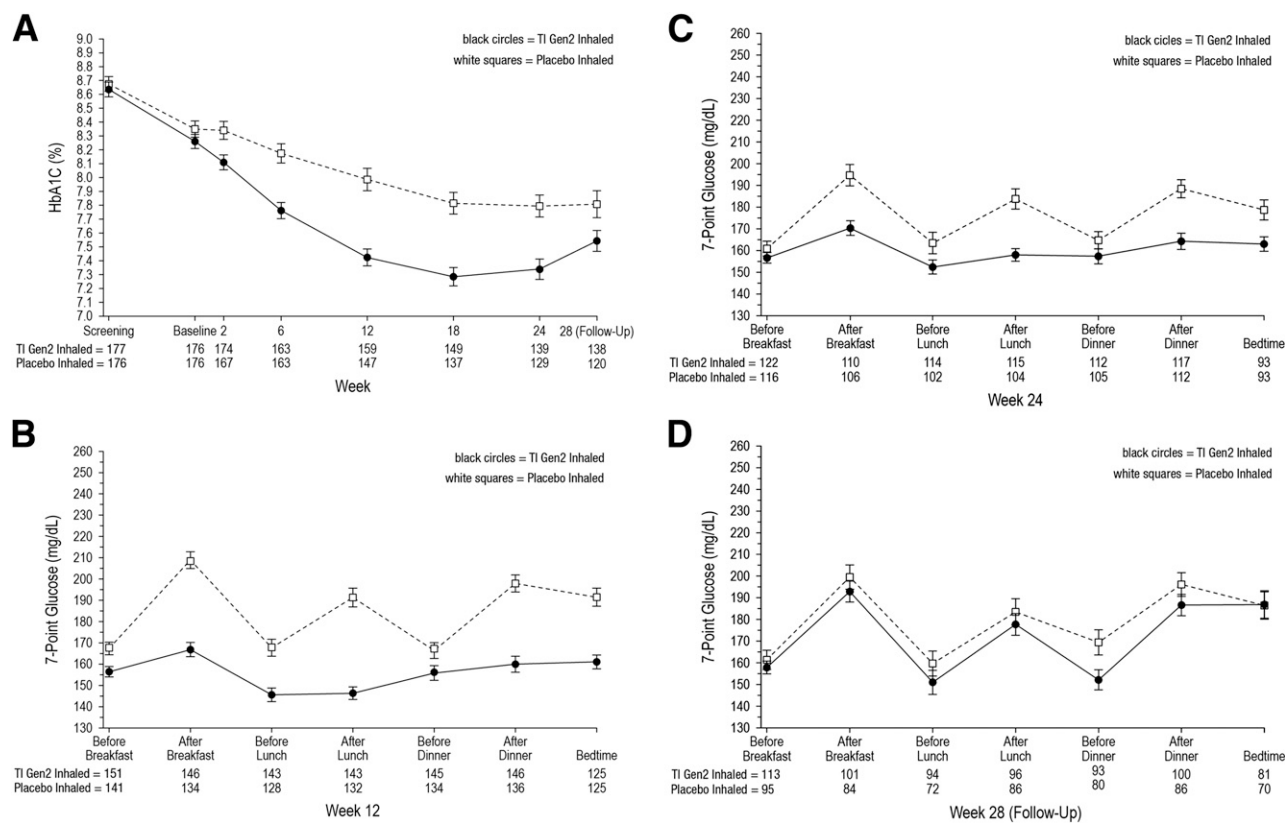 A
9.0
8.9
8.8
8.7
8.6
8.5
8.4
8.3
8.2
8.1
8.0
7.9
7.8
7.7
7.6
7.5
7.4
7.3
7.2
7.1
7.0
HbA1C (%)
black circles = TI Gen2 Inhaled
white squares = Placebo Inhaled
Screening Baseline 2 6 12 18 24 28 (Follow-Up)
TI Gen2 Inhaled = 177 176 174 163 159 149 139 138
Placebo Inhaled = 176 176 167 163 147 137 129 120
Week
B
260
250
240
230
220
210
200
190
180
170
160
150
140
130
7-Point Glucose (mg/dL)
black circles = TI Gen2 Inhaled
white squares = Placebo Inhaled
Before After Before After Before After
Breakfast Breakfast Lunch Lunch Dinner Dinner Bedtime
TI Gen2 Inhaled = 151 146 143 143 145 146 125
Placebo Inhaled = 141 134 128 132 134 136 125
Week 12
C
260
250
240
230
220
210
200
190
180
170
160
150
140
130
7-Point Glucose (mg/dL)
black circles = TI Gen2 Inhaled
white squares = Placebo Inhaled
Before After Before After Before After
Breakfast Breakfast Lunch Lunch Dinner Dinner Bedtime
TI Gen2 Inhaled = 122 110 114 115 112 117 93
Placebo Inhaled = 116 106 102 104 105 112 93
Week 24
D
260
250
240
230
220
210
200
190
180
170
160
150
140
130
7-Point Glucose (mg/dL)
black circles = TI Gen2 Inhaled
white squares = Placebo Inhaled
Before After Before After Before After
Breakfast Breakfast Lunch Lunch Dinner Dinner Bedtime
TI Gen2 Inhaled = 113 101 94 96 93 100 81
Placebo Inhaled = 95 84 72 86 80 86 70
Week 28 (Follow-Up)